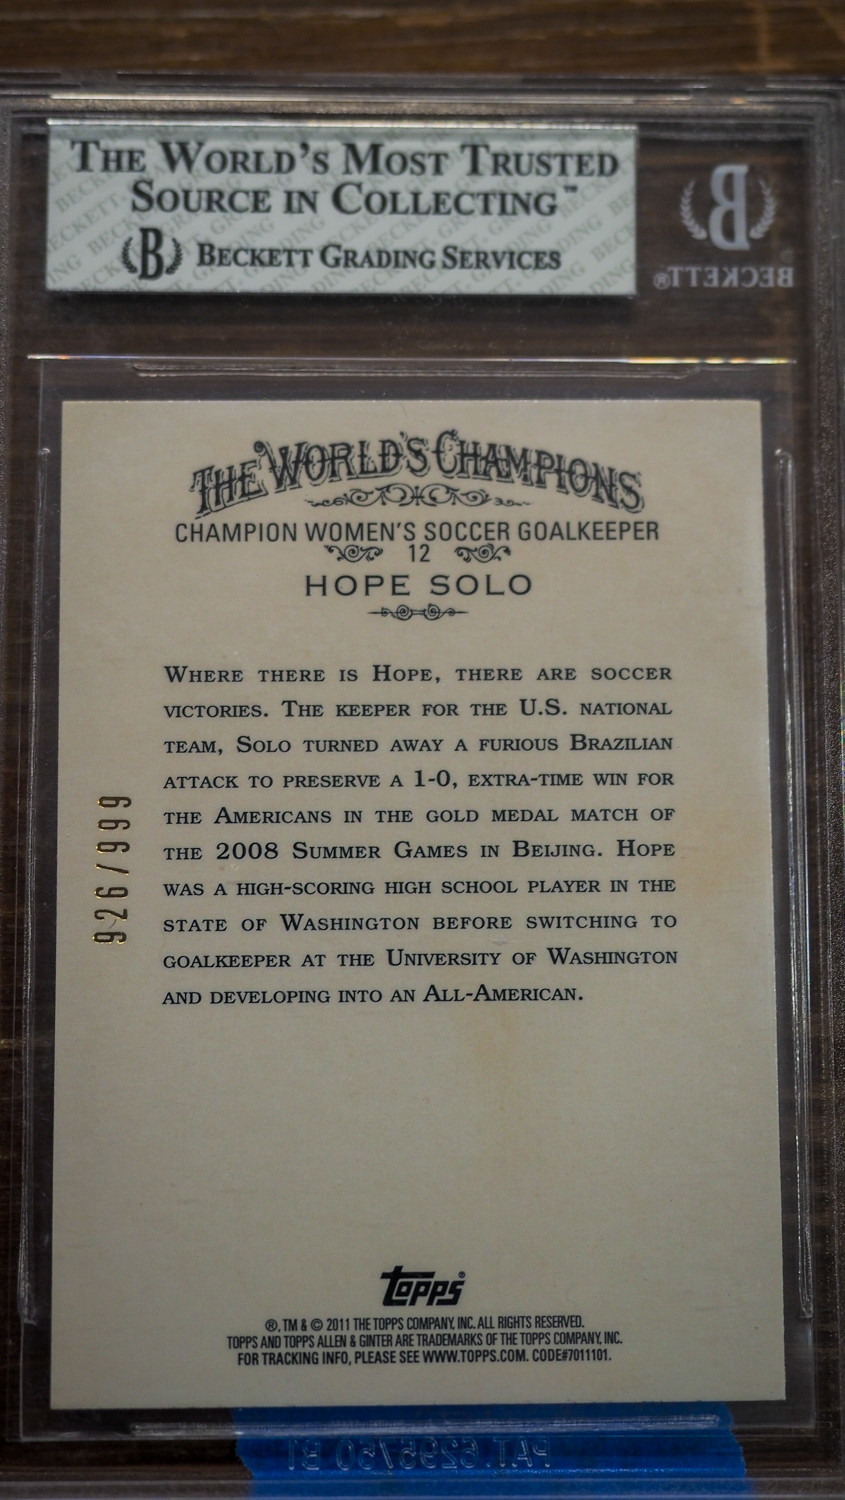 THE WORLD'S MOST TRUSTED
SOURCE IN COLLECTING™
B BECKETT GRADING SERVICES
B
BECKETT®
THE WORLD'S CHAMPIONS
CHAMPION WOMEN'S SOCCER GOALKEEPER
12
HOPE SOLO
WHERE THERE IS HOPE, THERE ARE SOCCER
VICTORIES. THE KEEPER FOR THE U.S. NATIONAL
TEAM, SOLO TURNED AWAY A FURIOUS BRAZILIAN
ATTACK TO PRESERVE A 1-0, EXTRA-TIME WIN FOR
THE AMERICANS IN THE GOLD MEDAL MATCH OF
THE 2008 SUMMER GAMES IN BEIJING. HOPE
WAS A HIGH-SCORING HIGH SCHOOL PLAYER IN THE
STATE OF WASHINGTON BEFORE SWITCHING TO
GOALKEEPER AT THE UNIVERSITY OF WASHINGTON
AND DEVELOPING INTO AN ALL-AMERICAN.
926/999
TOPPS®
®, TM & © 2011 THE TOPPS COMPANY, INC. ALL RIGHTS RESERVED.
TOPPS AND TOPPS ALLEN & GINTER ARE TRADEMARKS OF THE TOPPS COMPANY, INC.
FOR TRACKING INFO, PLEASE SEE WWW.TOPPS.COM. CODE#7011101.
PAT. 6295750 B1